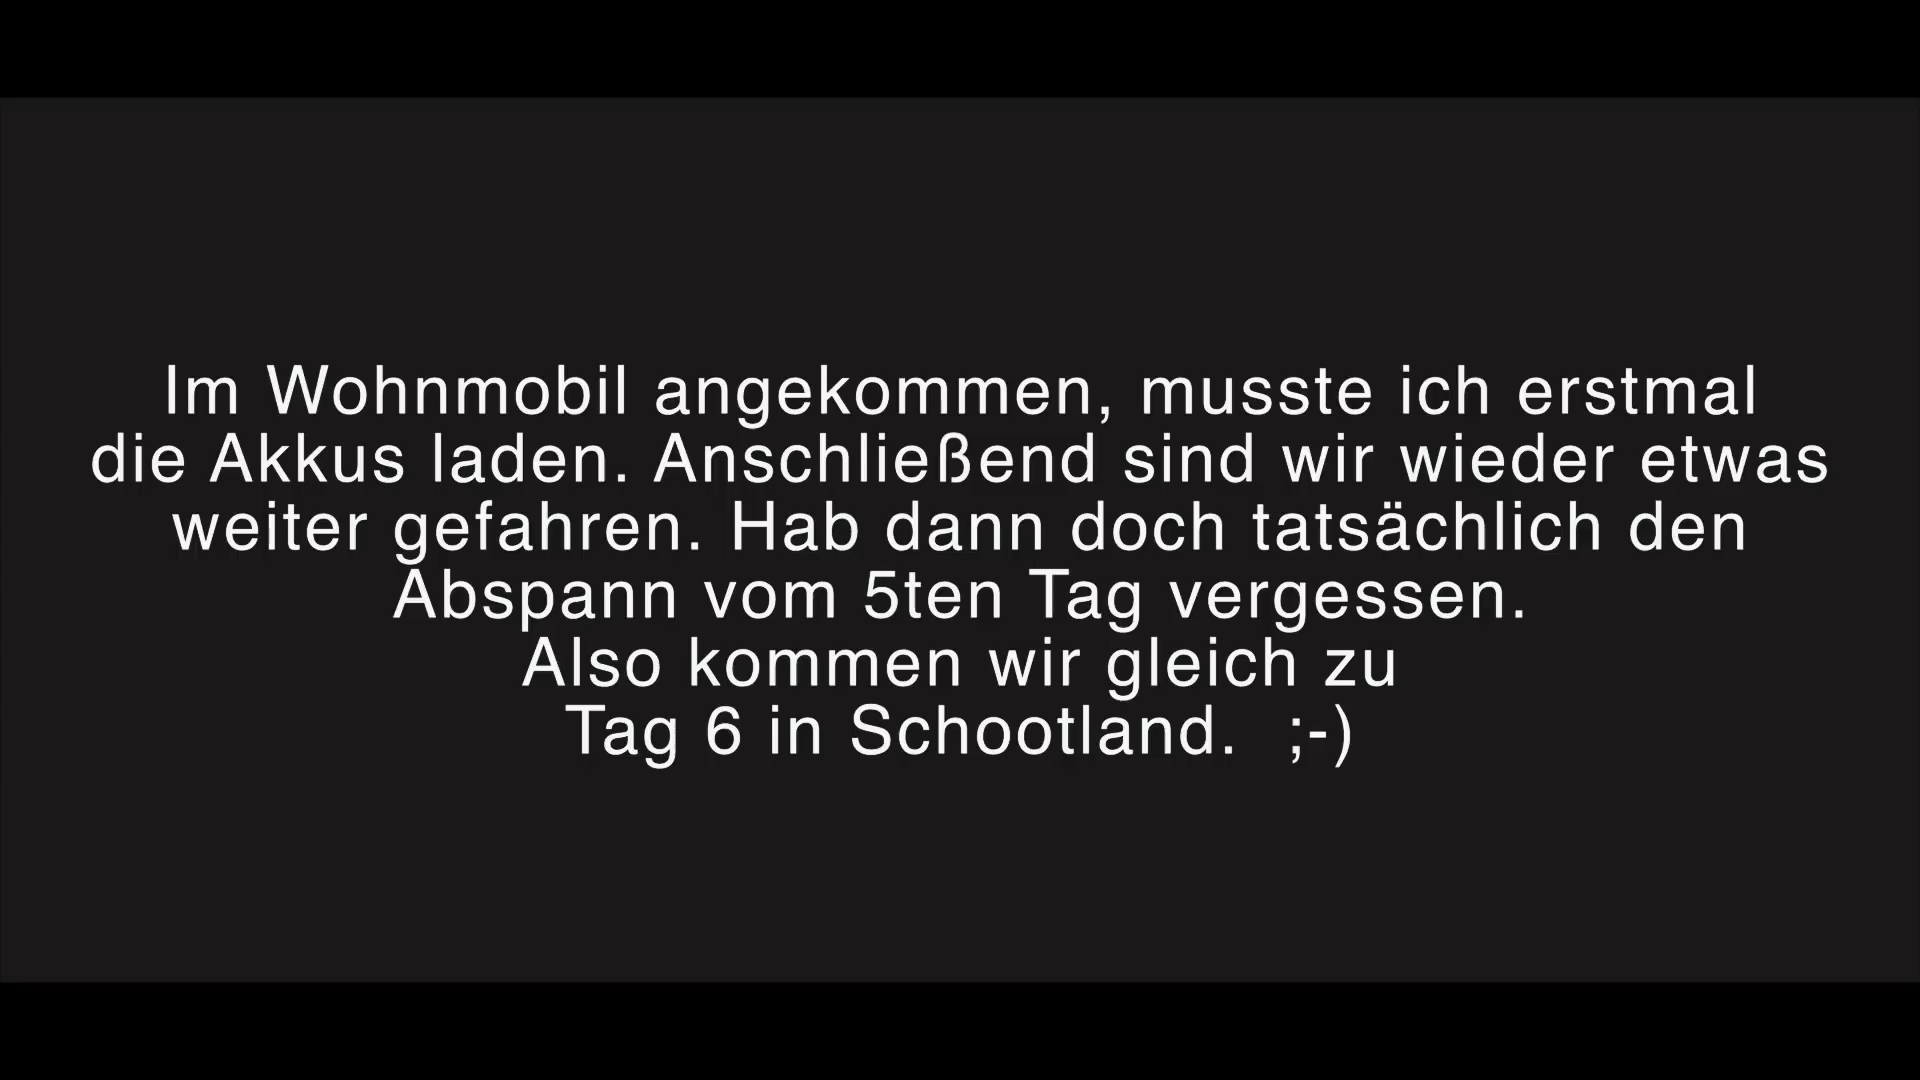 Im Wohnmobil angekommen, musste ich erstmal
die Akkus laden. Anschließend sind wir wieder etwas
weiter gefahren. Hab dann doch tatsächlich den
Abspann vom 5ten Tag vergessen.
Also kommen wir gleich zu
Tag 6 in Schootland.  ;-)